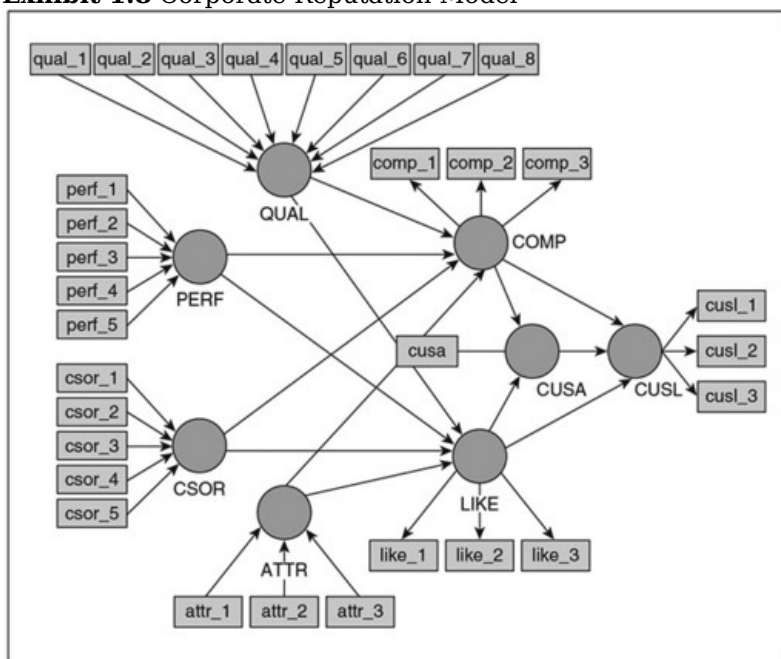 Exhibit 1.8 Corporate Reputation Model
qual_1 qual_2 qual_3 qual_4 qual_5 qual_6 qual_7 qual_8
comp_1 comp_2 comp_3
perf_1
QUAL
perf_2
COMP
perf_3
perf_4
PERF
perf_5
cusl_1
cusa
cusl_2
csor_1
CUSA
CUSL
cusl_3
csor_2
csor_3
csor_4
CSOR
LIKE
csor_5
like_1 like_2 like_3
ATTR
attr_1 attr_2 attr_3